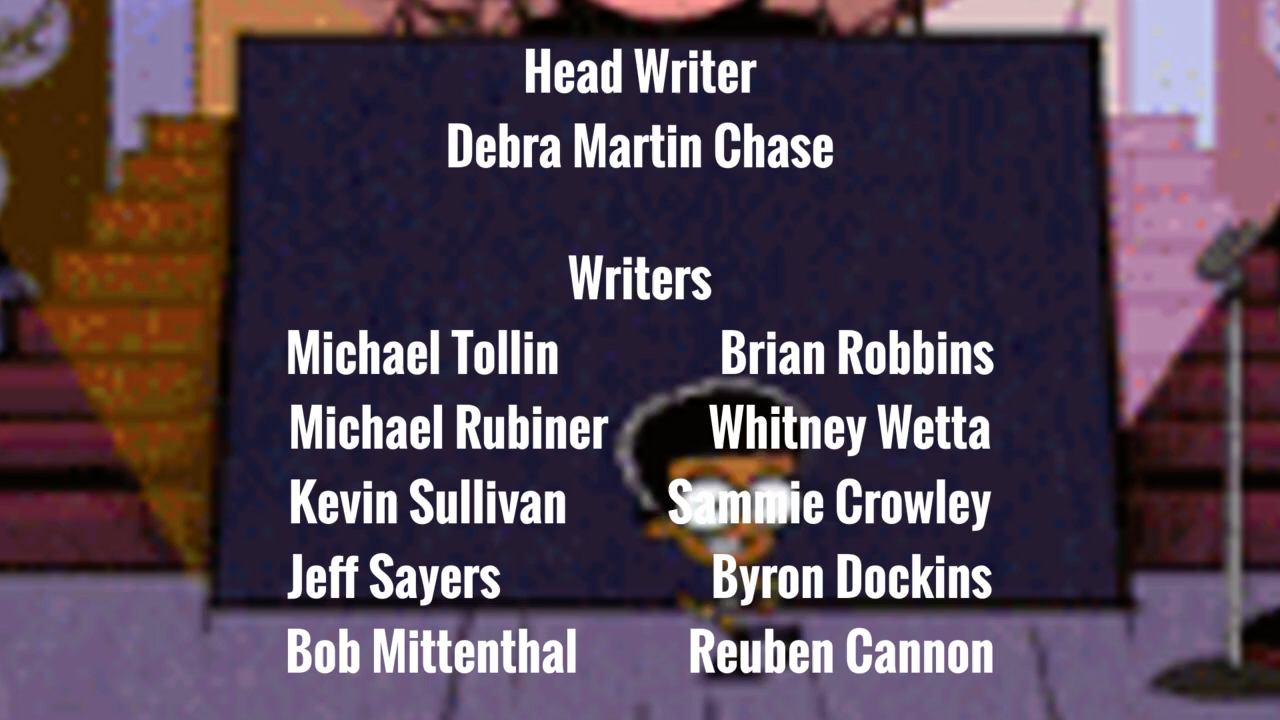 Head Writer
Debra Martin Chase
Writers
Michael Tollin Brian Robbins
Michael Rubiner Whitney Wetta
Kevin Sullivan Sammie Crowley
Jeff Sayers Byron Dockins
Bob Mittenthal Reuben Cannon